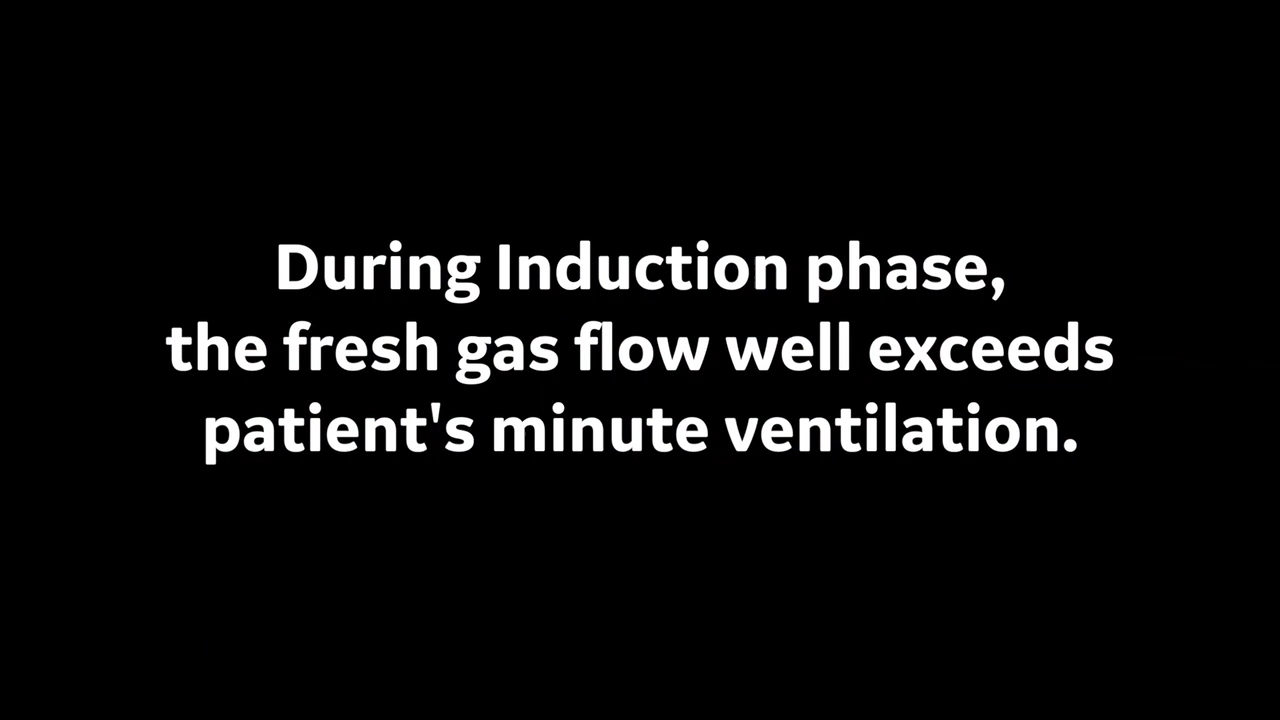 During Induction phase,
the fresh gas flow well exceeds
patient's minute ventilation.